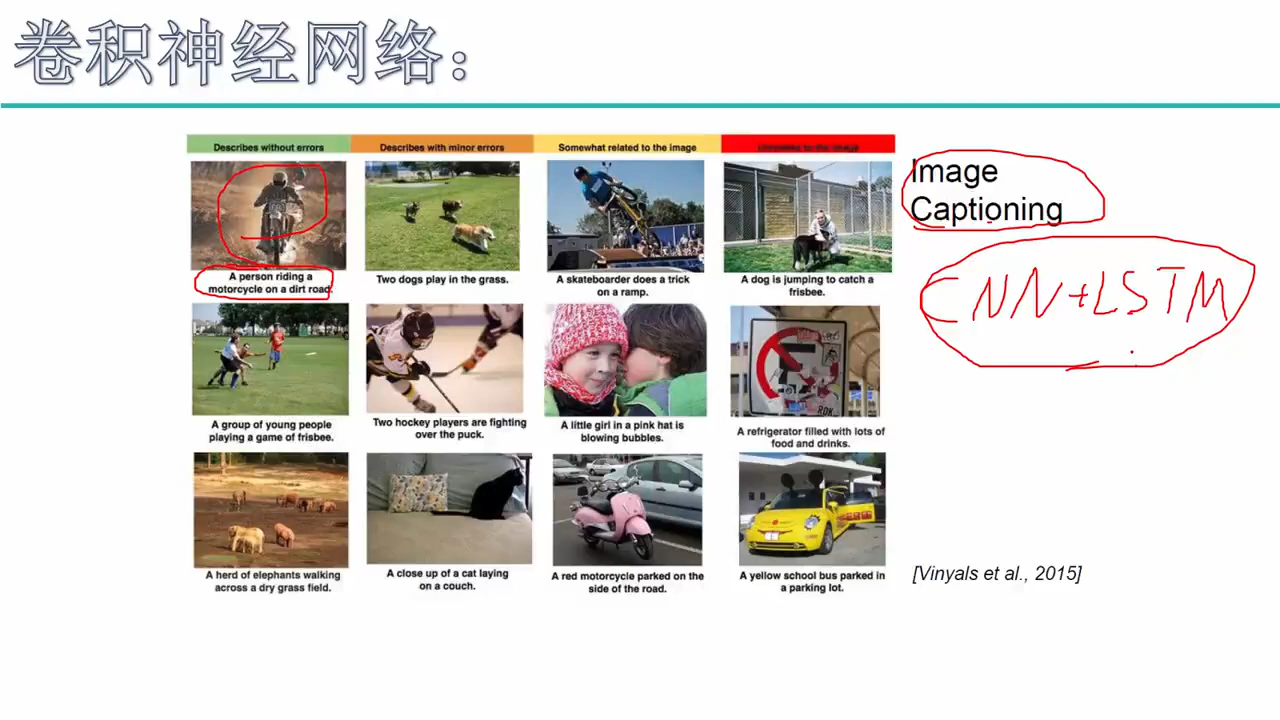 卷积神经网络:
Describes without errors
Describes with minor errors
Somewhat related to the image
Unrelated to the image
A person riding a
motorcycle on a dirt road.
Two dogs play in the grass.
A skateboarder does a trick
on a ramp.
A dog is jumping to catch a
frisbee.
A group of young people
playing a game of frisbee.
Two hockey players are fighting
over the puck.
A little girl in a pink hat is
blowing bubbles.
A refrigerator filled with lots of
food and drinks.
A herd of elephants walking
across a dry grass field.
A close up of a cat laying
on a couch.
A red motorcycle parked on the
side of the road.
A yellow school bus parked in
a parking lot.
Image
Captioning
CNN+LSTM
[Vinyals et al., 2015]